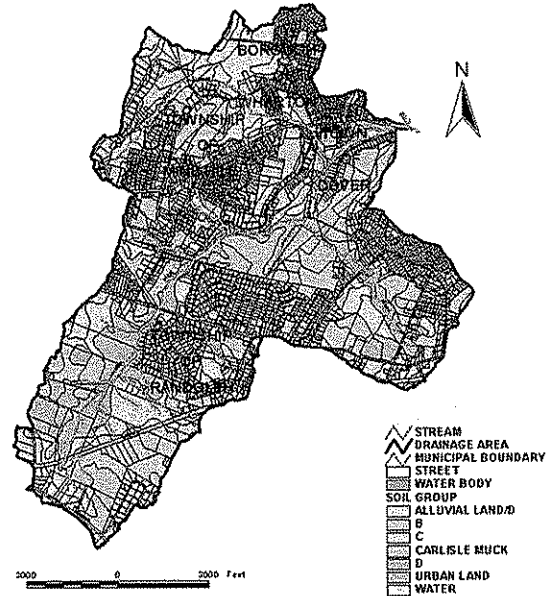 BOROUGH
N
OF
WHARTON
TOWNSHIP
TOWN
OF
DOVER
RANDOLPH
STREAM
DRAINAGE AREA
MUNICIPAL BOUNDARY
STREET
WATER BODY
SOIL GROUP
ALLUVIAL LAND/D
B
C
CARLISLE MUCK
D
URBAN LAND
WATER
2000 0 2000 Feet